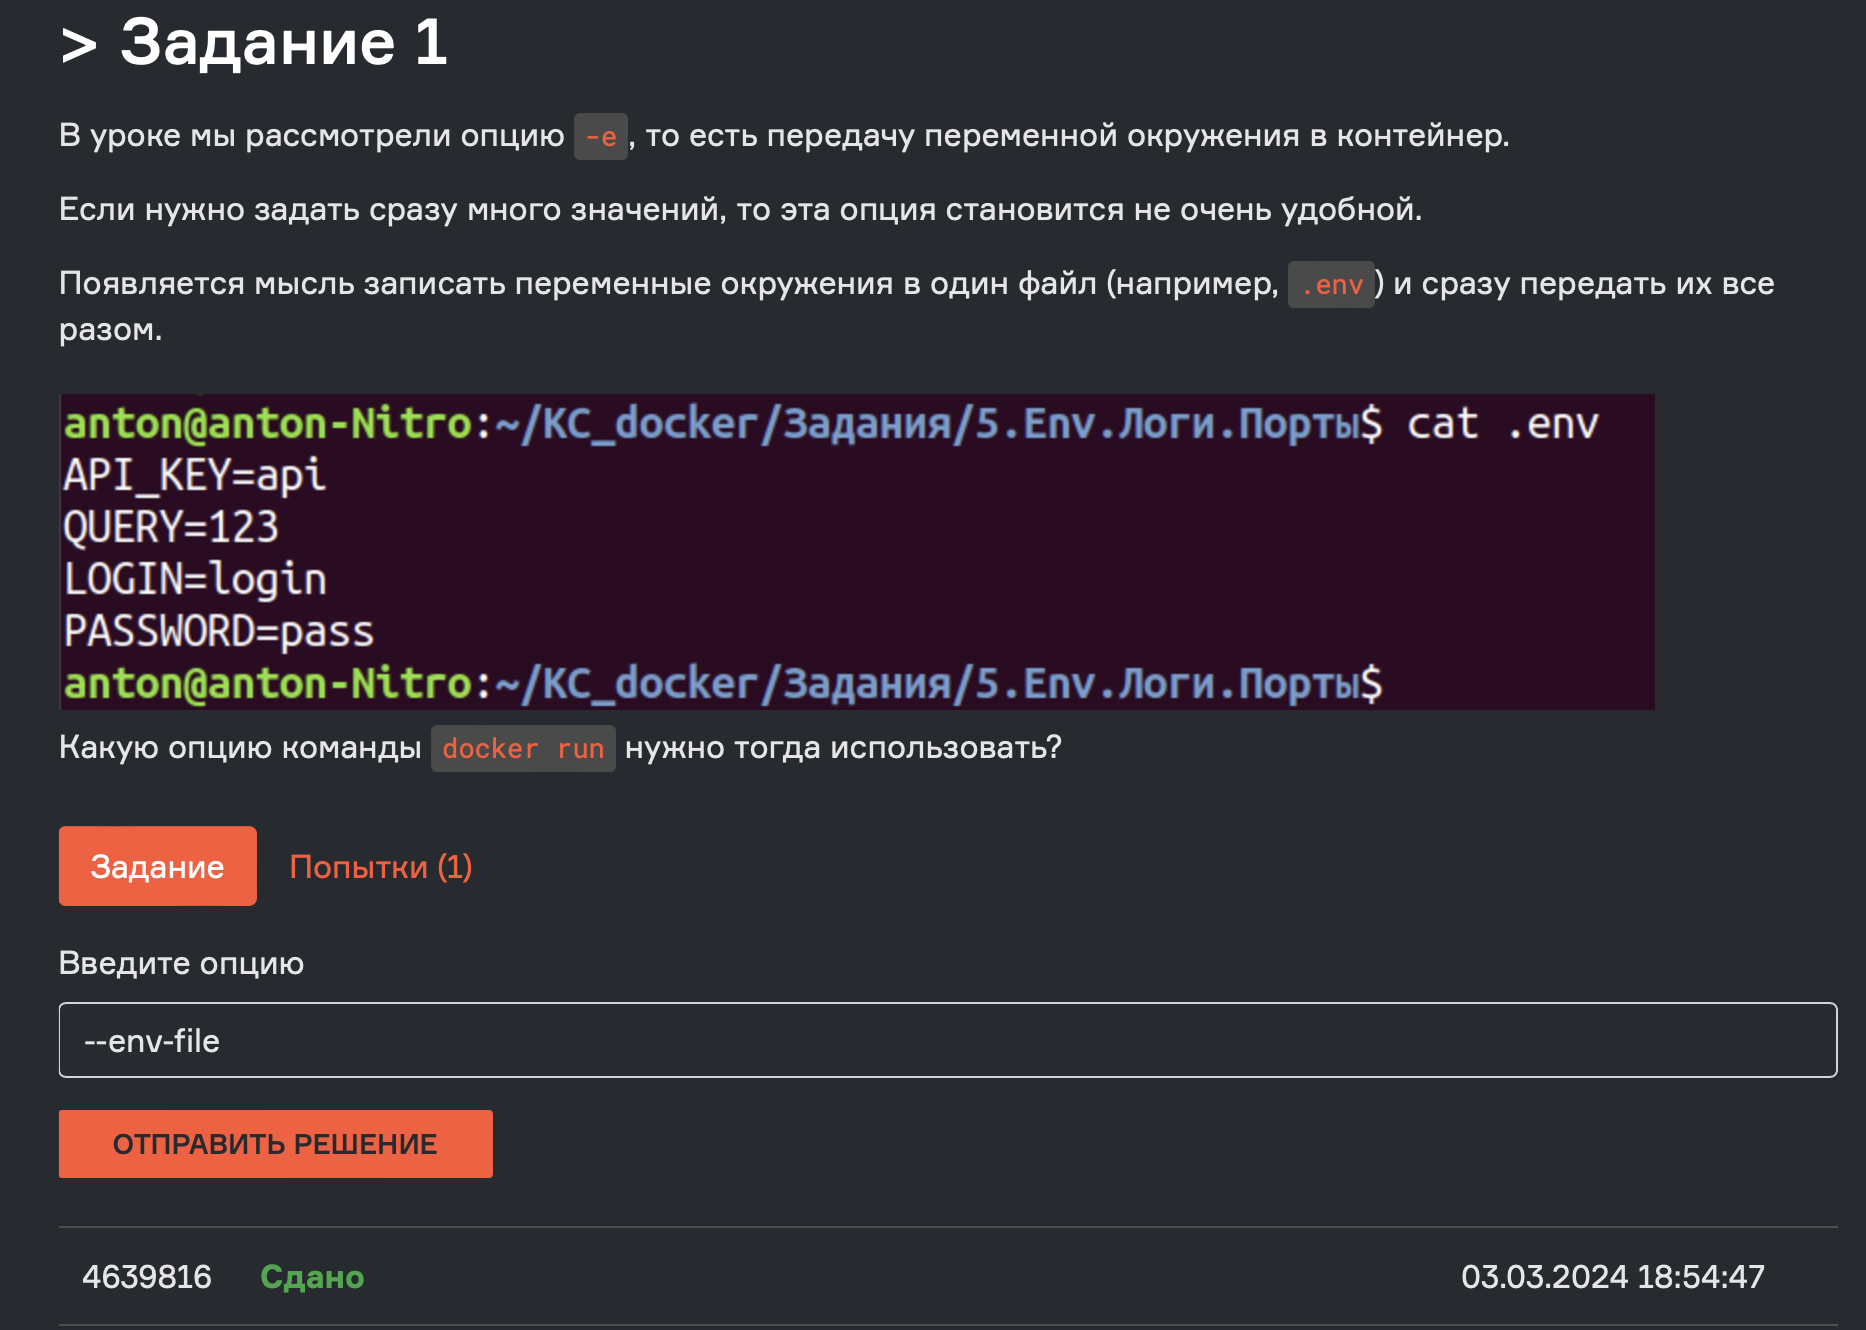 > Задание 1
В уроке мы рассмотрели опцию -e, то есть передачу переменной окружения в контейнер.
Если нужно задать сразу много значений, то эта опция становится не очень удобной.
Появляется мысль записать переменные окружения в один файл (например, .env) и сразу передать их все
разом.
anton@anton-Nitro:~/KC_docker/Задания/5.Env.Логи.Порты$ cat .env
API_KEY=api
QUERY=123
LOGIN=login
PASSWORD=pass
anton@anton-Nitro:~/KC_docker/Задания/5.Env.Логи.Порты$
Какую опцию команды docker run нужно тогда использовать?
Задание Попытки (1)
Введите опцию
--env-file
ОТПРАВИТЬ РЕШЕНИЕ
4639816 Сдано 03.03.2024 18:54:47